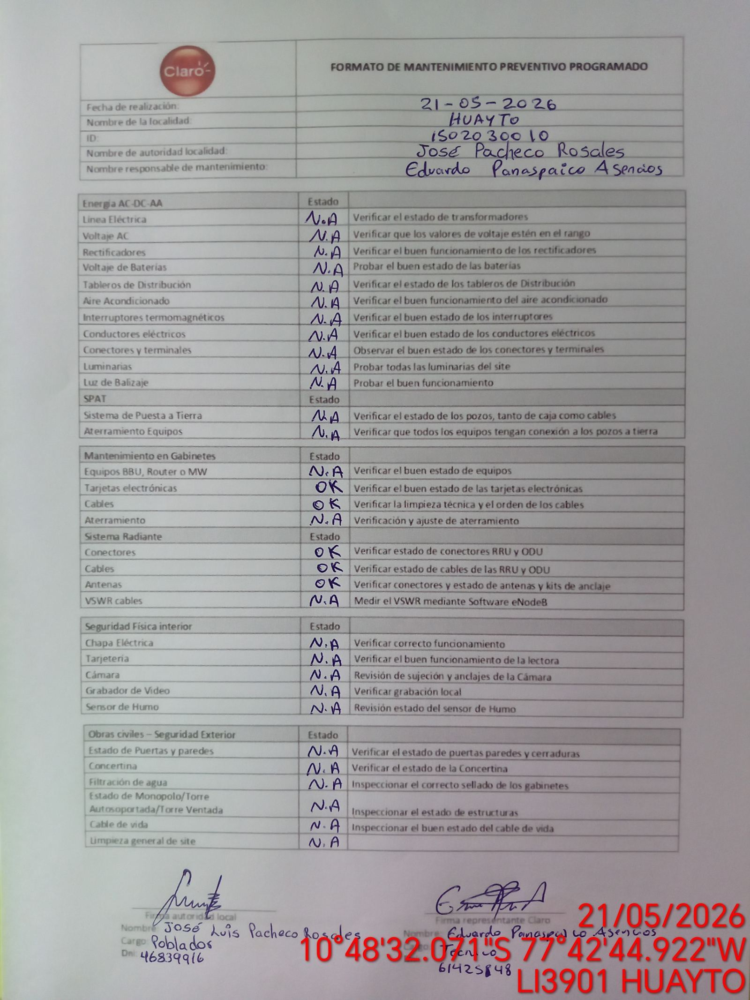 Claro
FORMATO DE MANTENIMIENTO PREVENTIVO PROGRAMADO
Fecha de realización: 21-05-2026
Nombre de la localidad: HUAYTO
ID: 1502030010
Nombre de autoridad localidad: José Pacheco Rosales
Nombre responsable de mantenimiento: Eduardo Panaspaico Asencios
Energia AC-DC-AA Estado
Linea Eléctrica N.A Verificar el estado de transformadores
Voltaje AC N.A Verificar que los valores de voltaje estén en el rango
Rectificadores N.A Verificar el buen funcionamiento de los rectificadores
Voltaje de Baterías N.A Probar el buen estado de las baterias
Tableros de Distribución N.A Verificar el estado de los tableros de Distribución
Aire Acondicionado N.A Verificar el buen funcionamiento del aire acondicionado
Interruptores termomagnéticos N.A Verificar el buen estado de los interruptores
Conductores eléctricos N.A Verificar el buen estado de los conductores eléctricos
Conectores y terminales N.A Observar el buen estado de los conectores y terminales
Luminarias N.A Probar todas las luminarias del site
Luz de Balizaje N.A Probar el buen funcionamiento
SPAT Estado
Sistema de Puesta a Tierra N.A Verificar el estado de los pozos, tanto de caja como cables
Aterramiento Equipos N.A Verificar que todos los equipos tengan conexión a los pozos a tierra
Mantenimiento en Gabinetes Estado
Equipos BBU, Router o MW N.A Verificar el buen estado de equipos
Tarjetas electrónicas OK Verificar el buen estado de las tarjetas electrónicas
Cables OK Verificar la limpieza técnica y el orden de los cables
Aterramiento N.A Verificación y ajuste de aterramiento
Sistema Radiante Estado
Conectores OK Verificar estado de conectores RRU y ODU
Cables OK Verificar estado de cables de las RRU y ODU
Antenas OK Verificar conectores y estado de antenas y kits de anclaje
VSWR cables N.A Medir el VSWR mediante Software eNodeB
Seguridad Física interior Estado
Chapa Eléctrica N.A Verificar correcto funcionamiento
Tarjetería N.A Verificar el buen funcionamiento de la lectora
Cámara N.A Revisión de sujeción y anclajes de la Cámara
Grabador de Video N.A Verificar grabación local
Sensor de Humo N.A Revisión estado del sensor de Humo
Obras civiles – Seguridad Exterior Estado
Estado de Puertas y paredes N.A Verificar el estado de puertas paredes y cerraduras
Concertina N.A Verificar el estado de la Concertina
Filtración de agua N.A Inspeccionar el correcto sellado de los gabinetes
Estado de Monopolo/Torre
Autosoportada/Torre Ventada N.A Inspeccionar el estado de estructuras
Cable de vida N.A Inspeccionar el buen estado del cable de vida
Limpieza general de site N.A
Firma autoridad local
Nombre: José Luis Pacheco Rosales
Cargo: Poblados
Dni: 46839916
Firma representante Claro
Nombre: Eduardo Panaspaico Asencios
Cargo: Técnico
61425848
21/05/2026
10°48'32.071"S 77°42'44.922"W
LI3901 HUAYTO